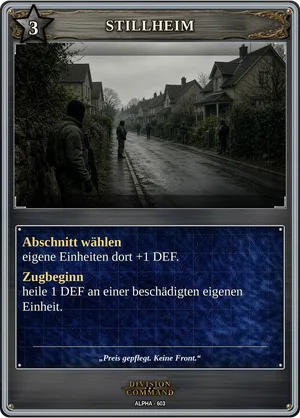 3
STILLHEIM
Abschnitt wählen
eigene Einheiten dort +1 DEF.
Zugbeginn
heile 1 DEF an einer beschädigten eigenen
Einheit.
„Preis gepflegt. Keine Front.“
DIVISION
COMMAND
ALPHA - 603